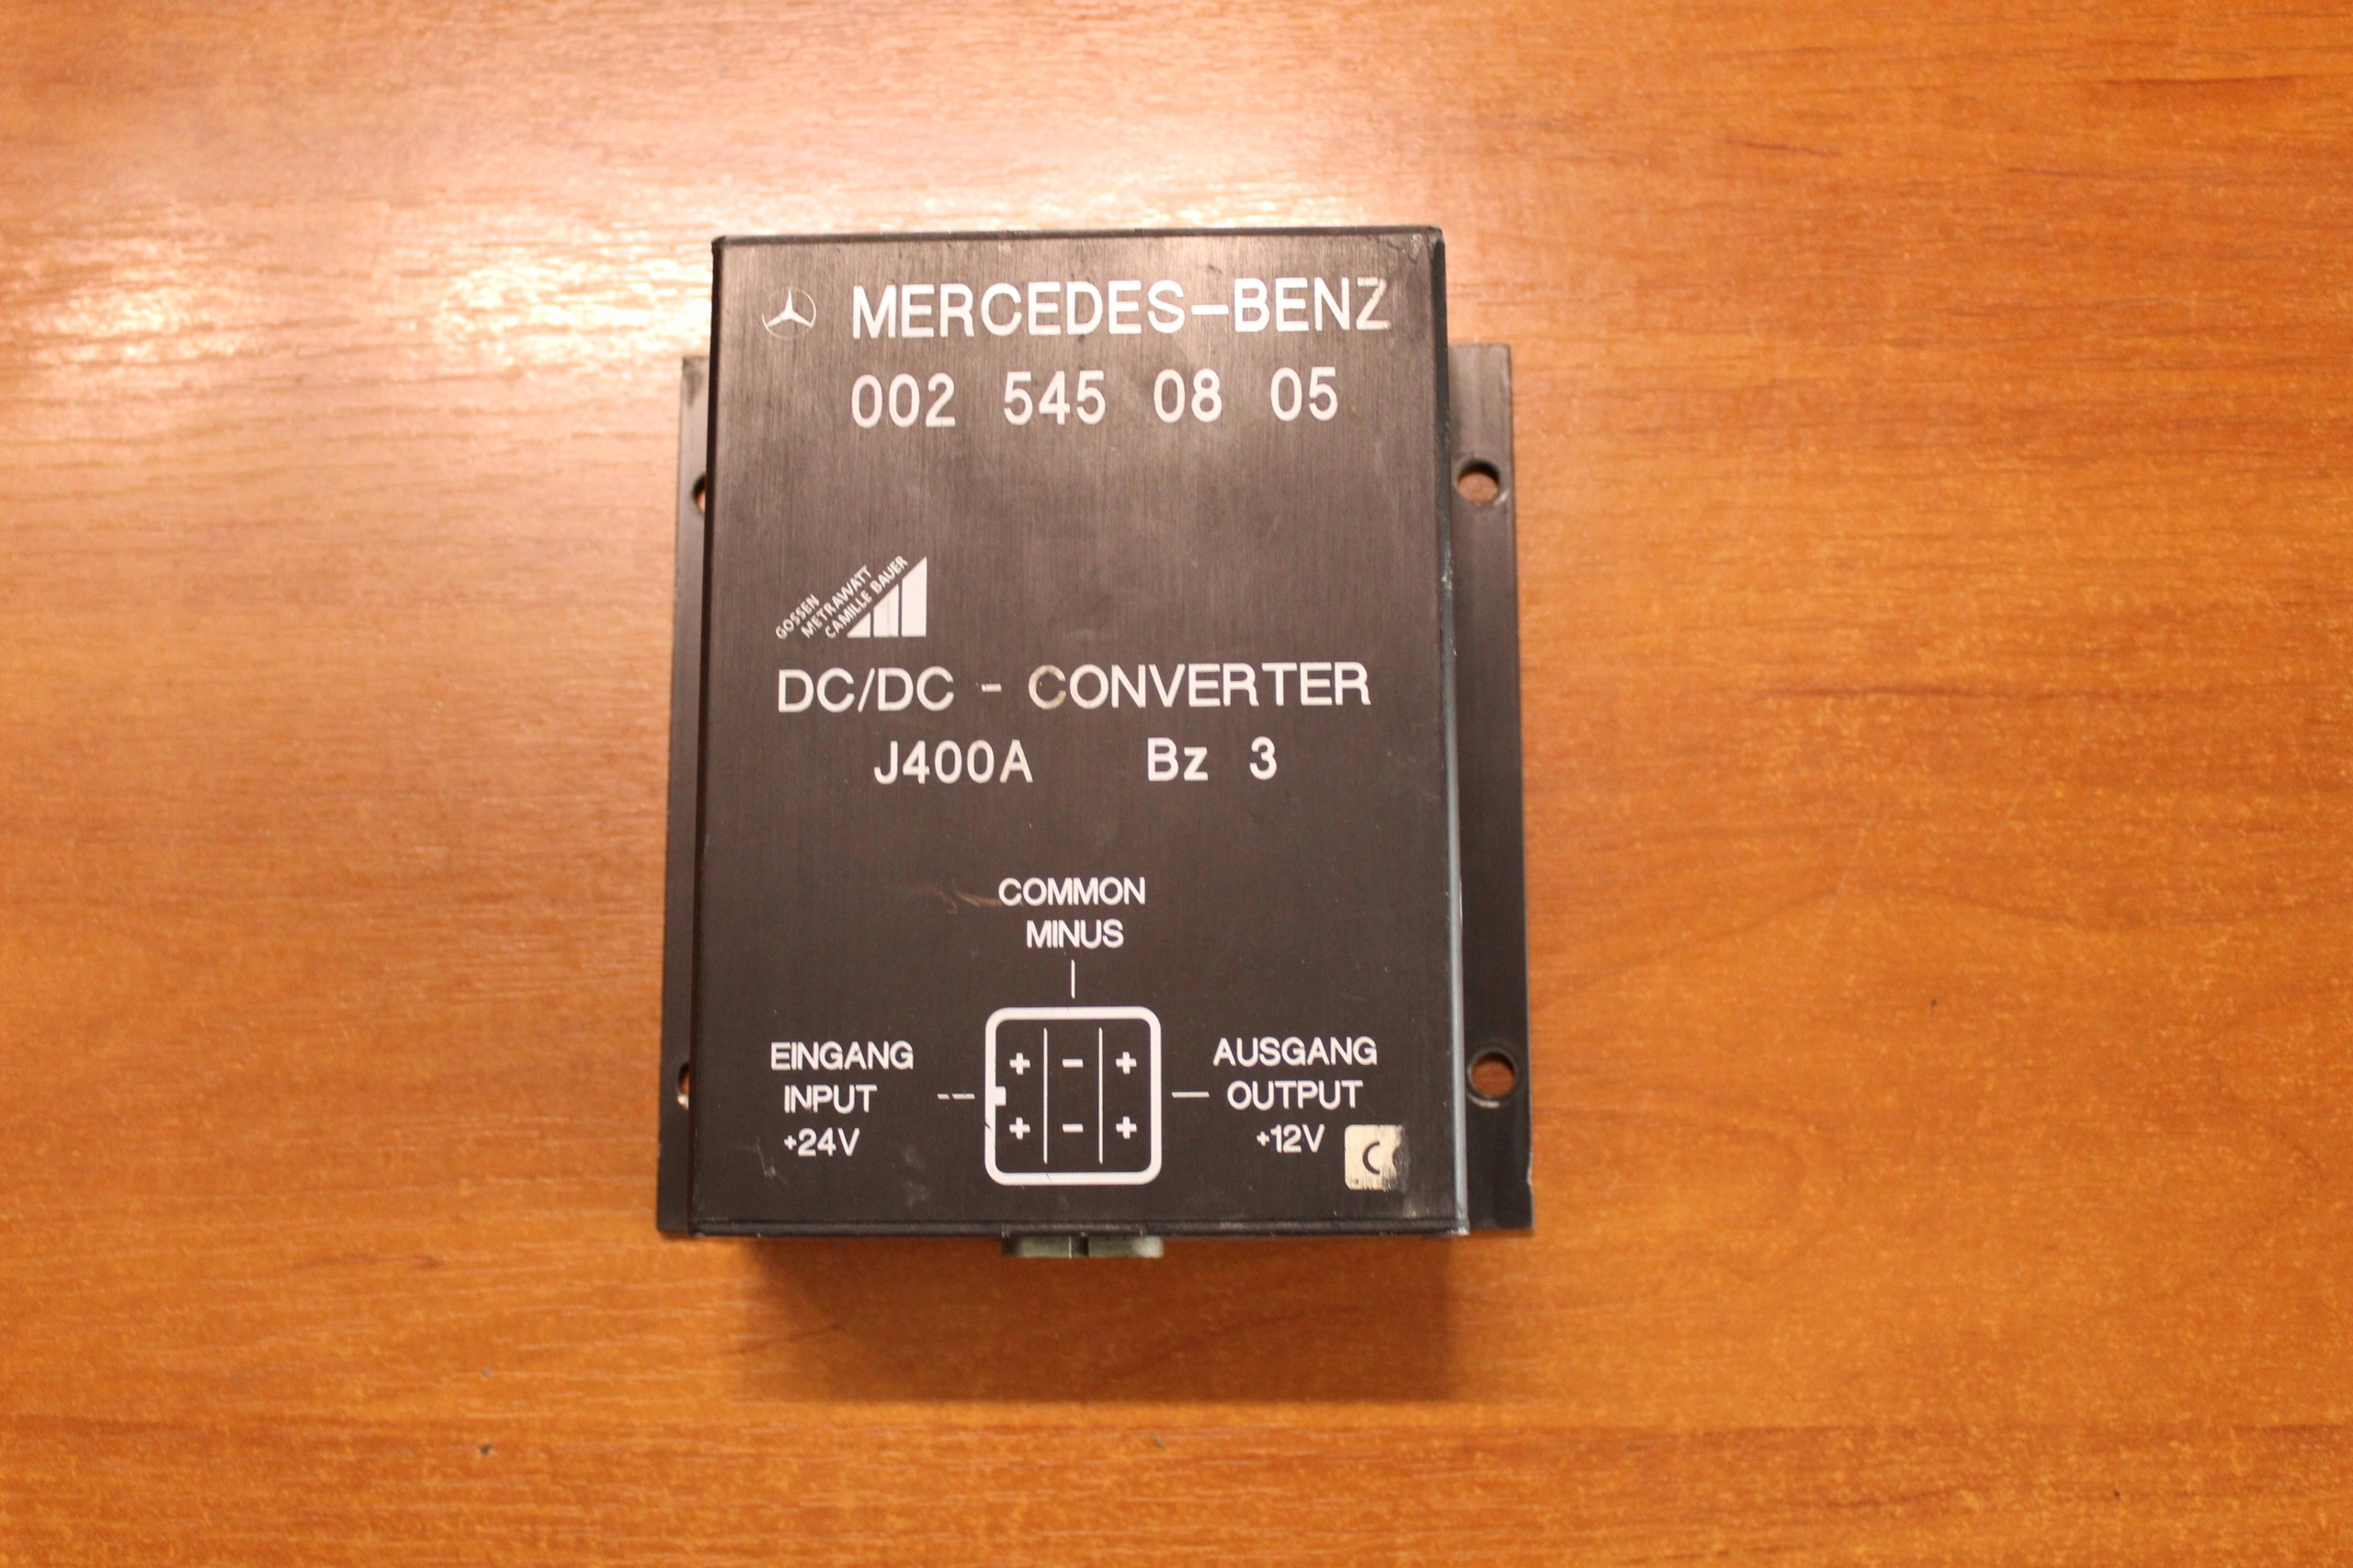 MERCEDES-BENZ
002 545 08 05
GOSSEN
METRAWATT
CAMILLE BAUER
DC/DC - CONVERTER
J400A Bz 3
COMMON
MINUS
EINGANG
INPUT
+24V
+ - +
+ - +
AUSGANG
OUTPUT
+12V